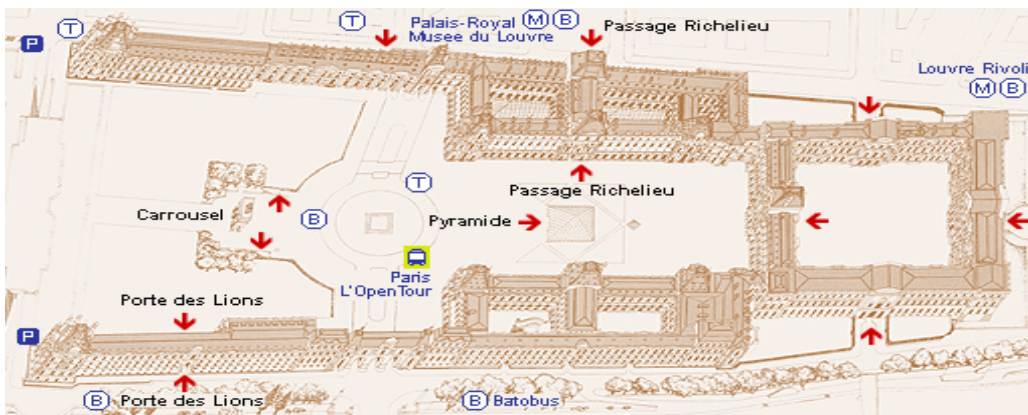 T
T
Palais-Royal M B
Musee du Louvre
Passage Richelieu
P
Louvre Rivoli
M B
T
Passage Richelieu
Carrousel
B
Pyramide
Paris
L'OpenTour
Porte des Lions
P
B Porte des Lions
B Batobus